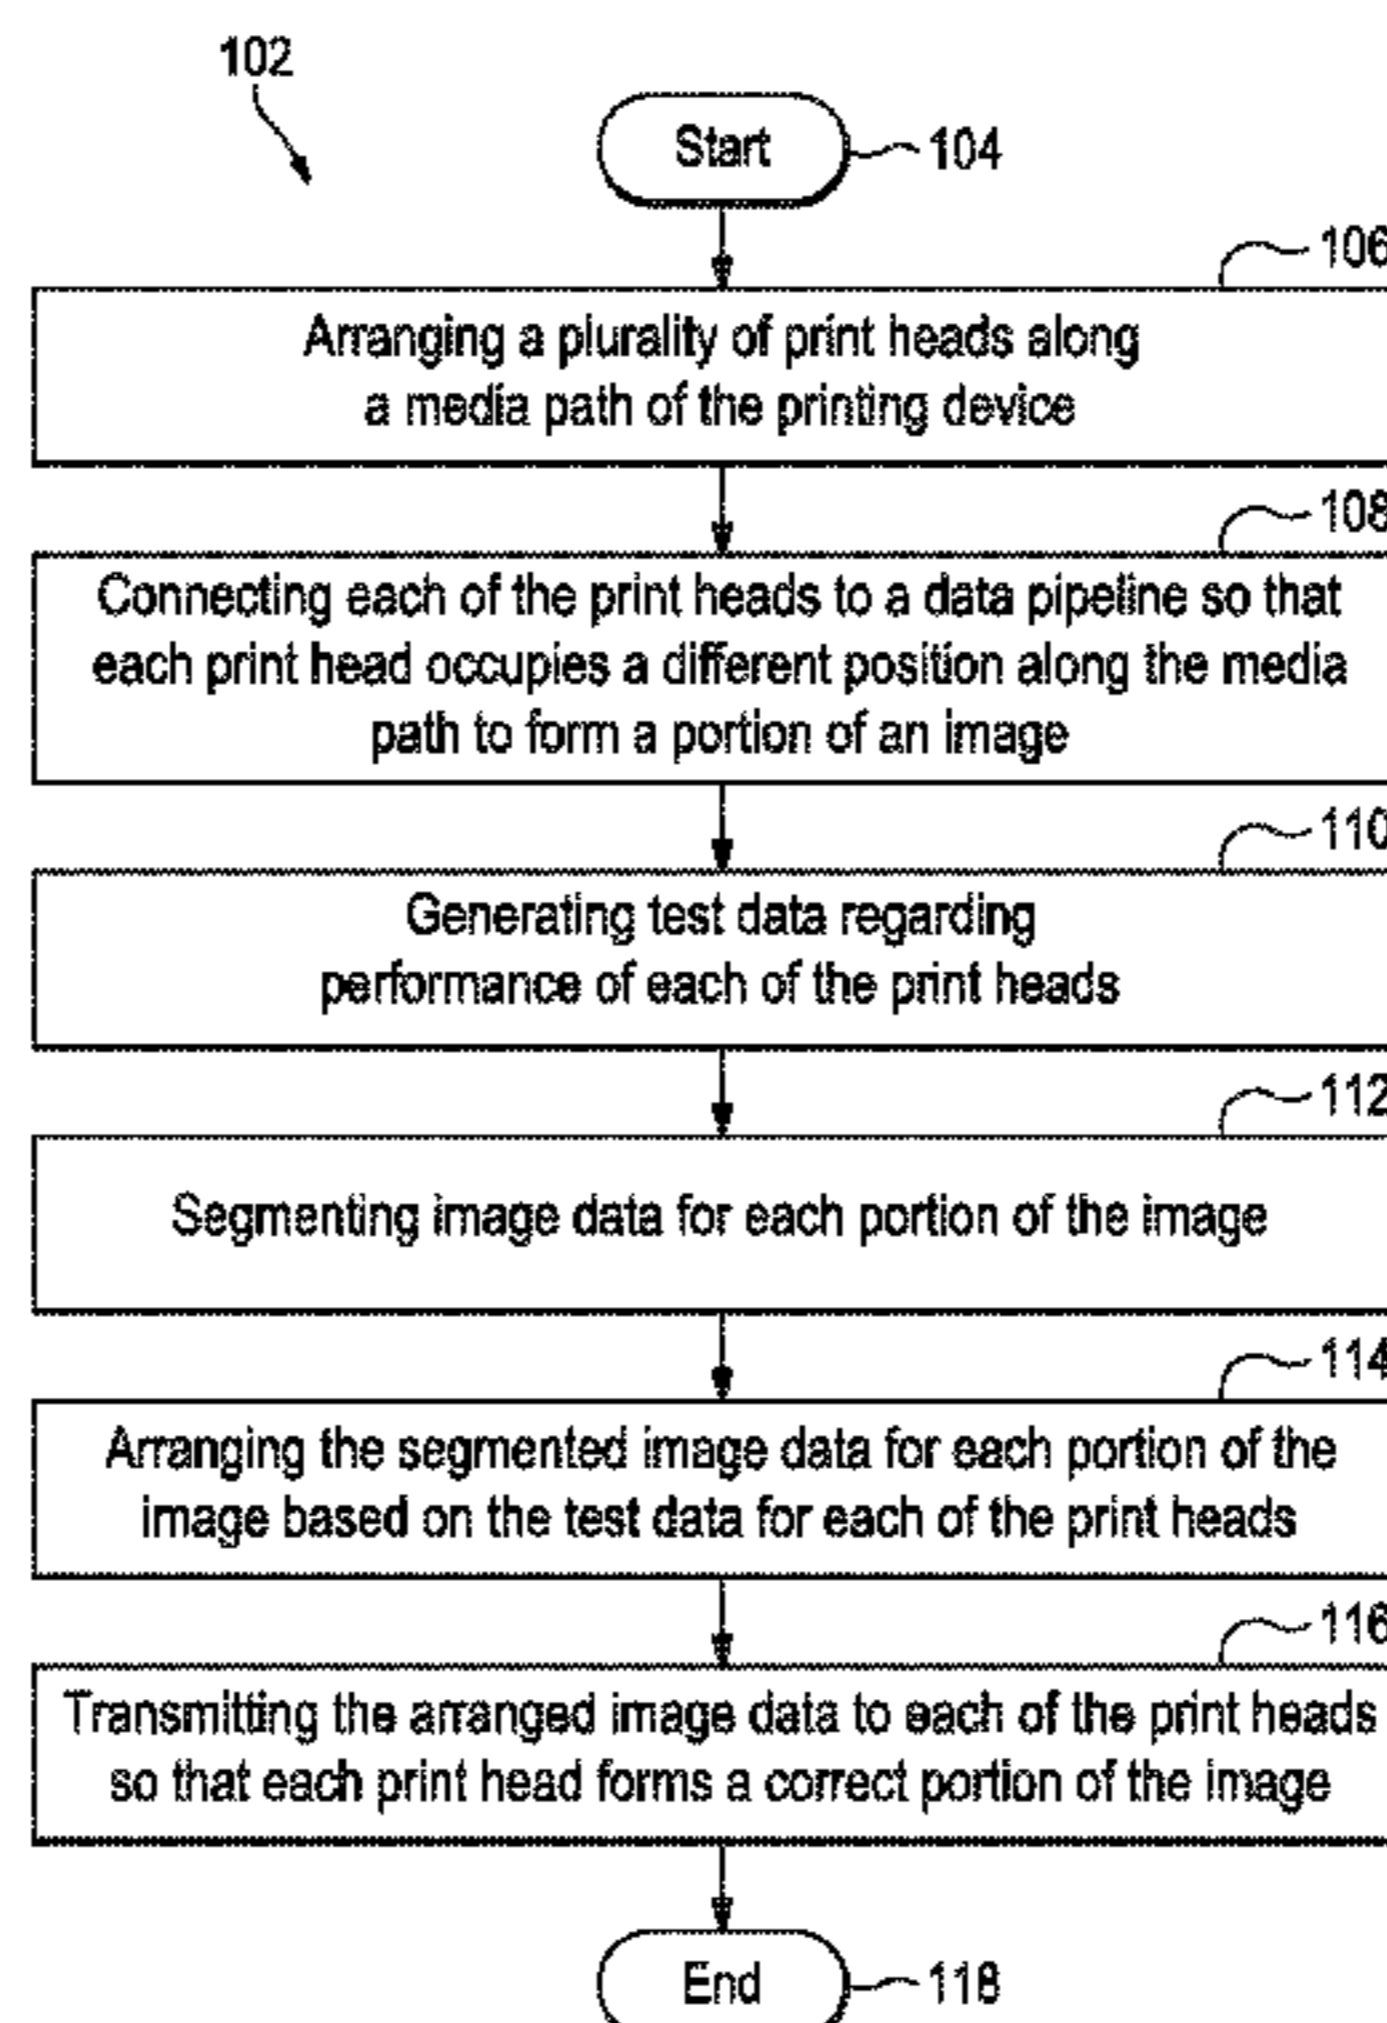 102
Start
104
106
Arranging a plurality of print heads along
a media path of the printing device
108
Connecting each of the print heads to a data pipeline so that
each print head occupies a different position along the media
path to form a portion of an image
110
Generating test data regarding
performance of each of the print heads
112
Segmenting image data for each portion of the image
114
Arranging the segmented image data for each portion of the
image based on the test data for each of the print heads
116
Transmitting the arranged image data to each of the print heads
so that each print head forms a correct portion of the image
End
118